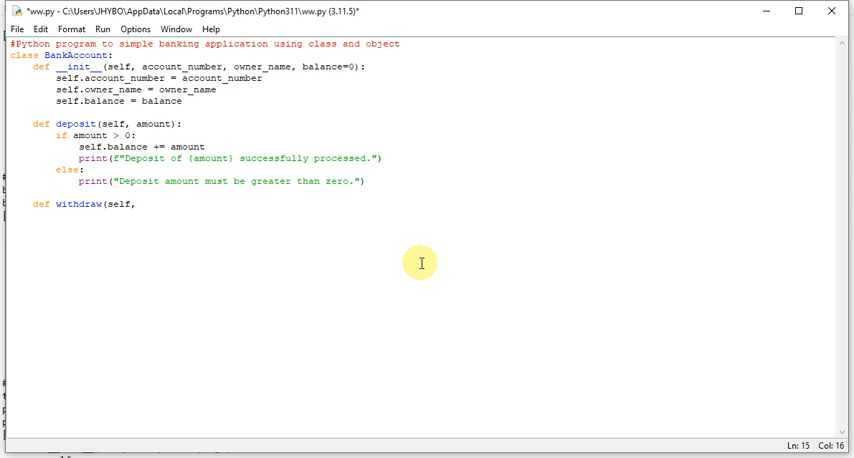 *ww.py - C:\Users\JHYBO\AppData\Local\Programs\Python\Python311\ww.py (3.11.5)*
File Edit Format Run Options Window Help
#Python program to simple banking application using class and object
class BankAccount:
    def __init__(self, account_number, owner_name, balance=0):
        self.account_number = account_number
        self.owner_name = owner_name
        self.balance = balance

    def deposit(self, amount):
        if amount > 0:
            self.balance += amount
            print(f"Deposit of {amount} successfully processed.")
        else:
            print("Deposit amount must be greater than zero.")

    def withdraw(self,
Ln: 15 Col: 16